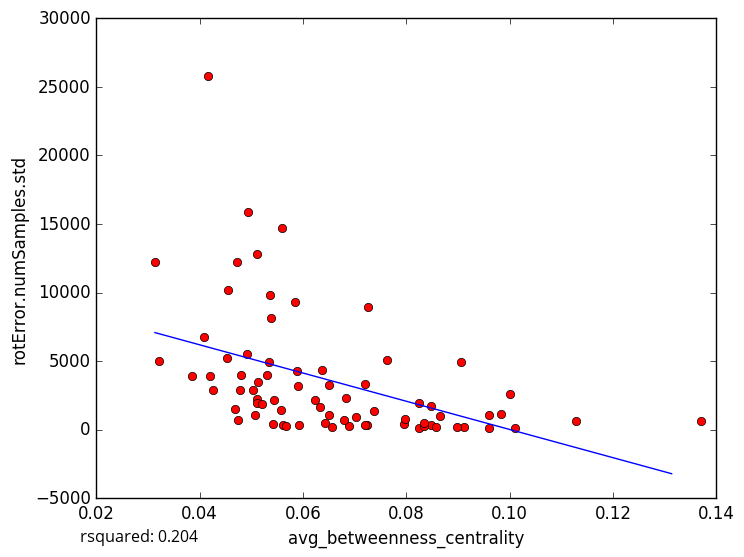 30000
25000
20000
15000
10000
5000
0
−5000
rotError.numSamples.std
0.02 0.04 0.06 0.08 0.10 0.12 0.14
rsquared: 0.204 avg_betweenness_centrality